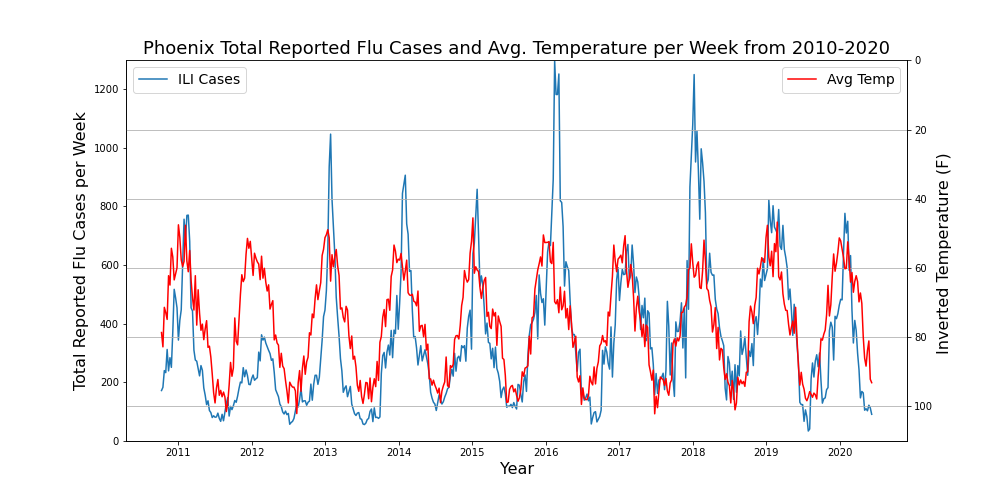 Phoenix Total Reported Flu Cases and Avg. Temperature per Week from 2010-2020
ILI Cases
Avg Temp
Total Reported Flu Cases per Week
1200
1000
800
600
400
200
0
0
20
40
60
80
100
Inverted Temperature (F)
2011 2012 2013 2014 2015 2016 2017 2018 2019 2020
Year